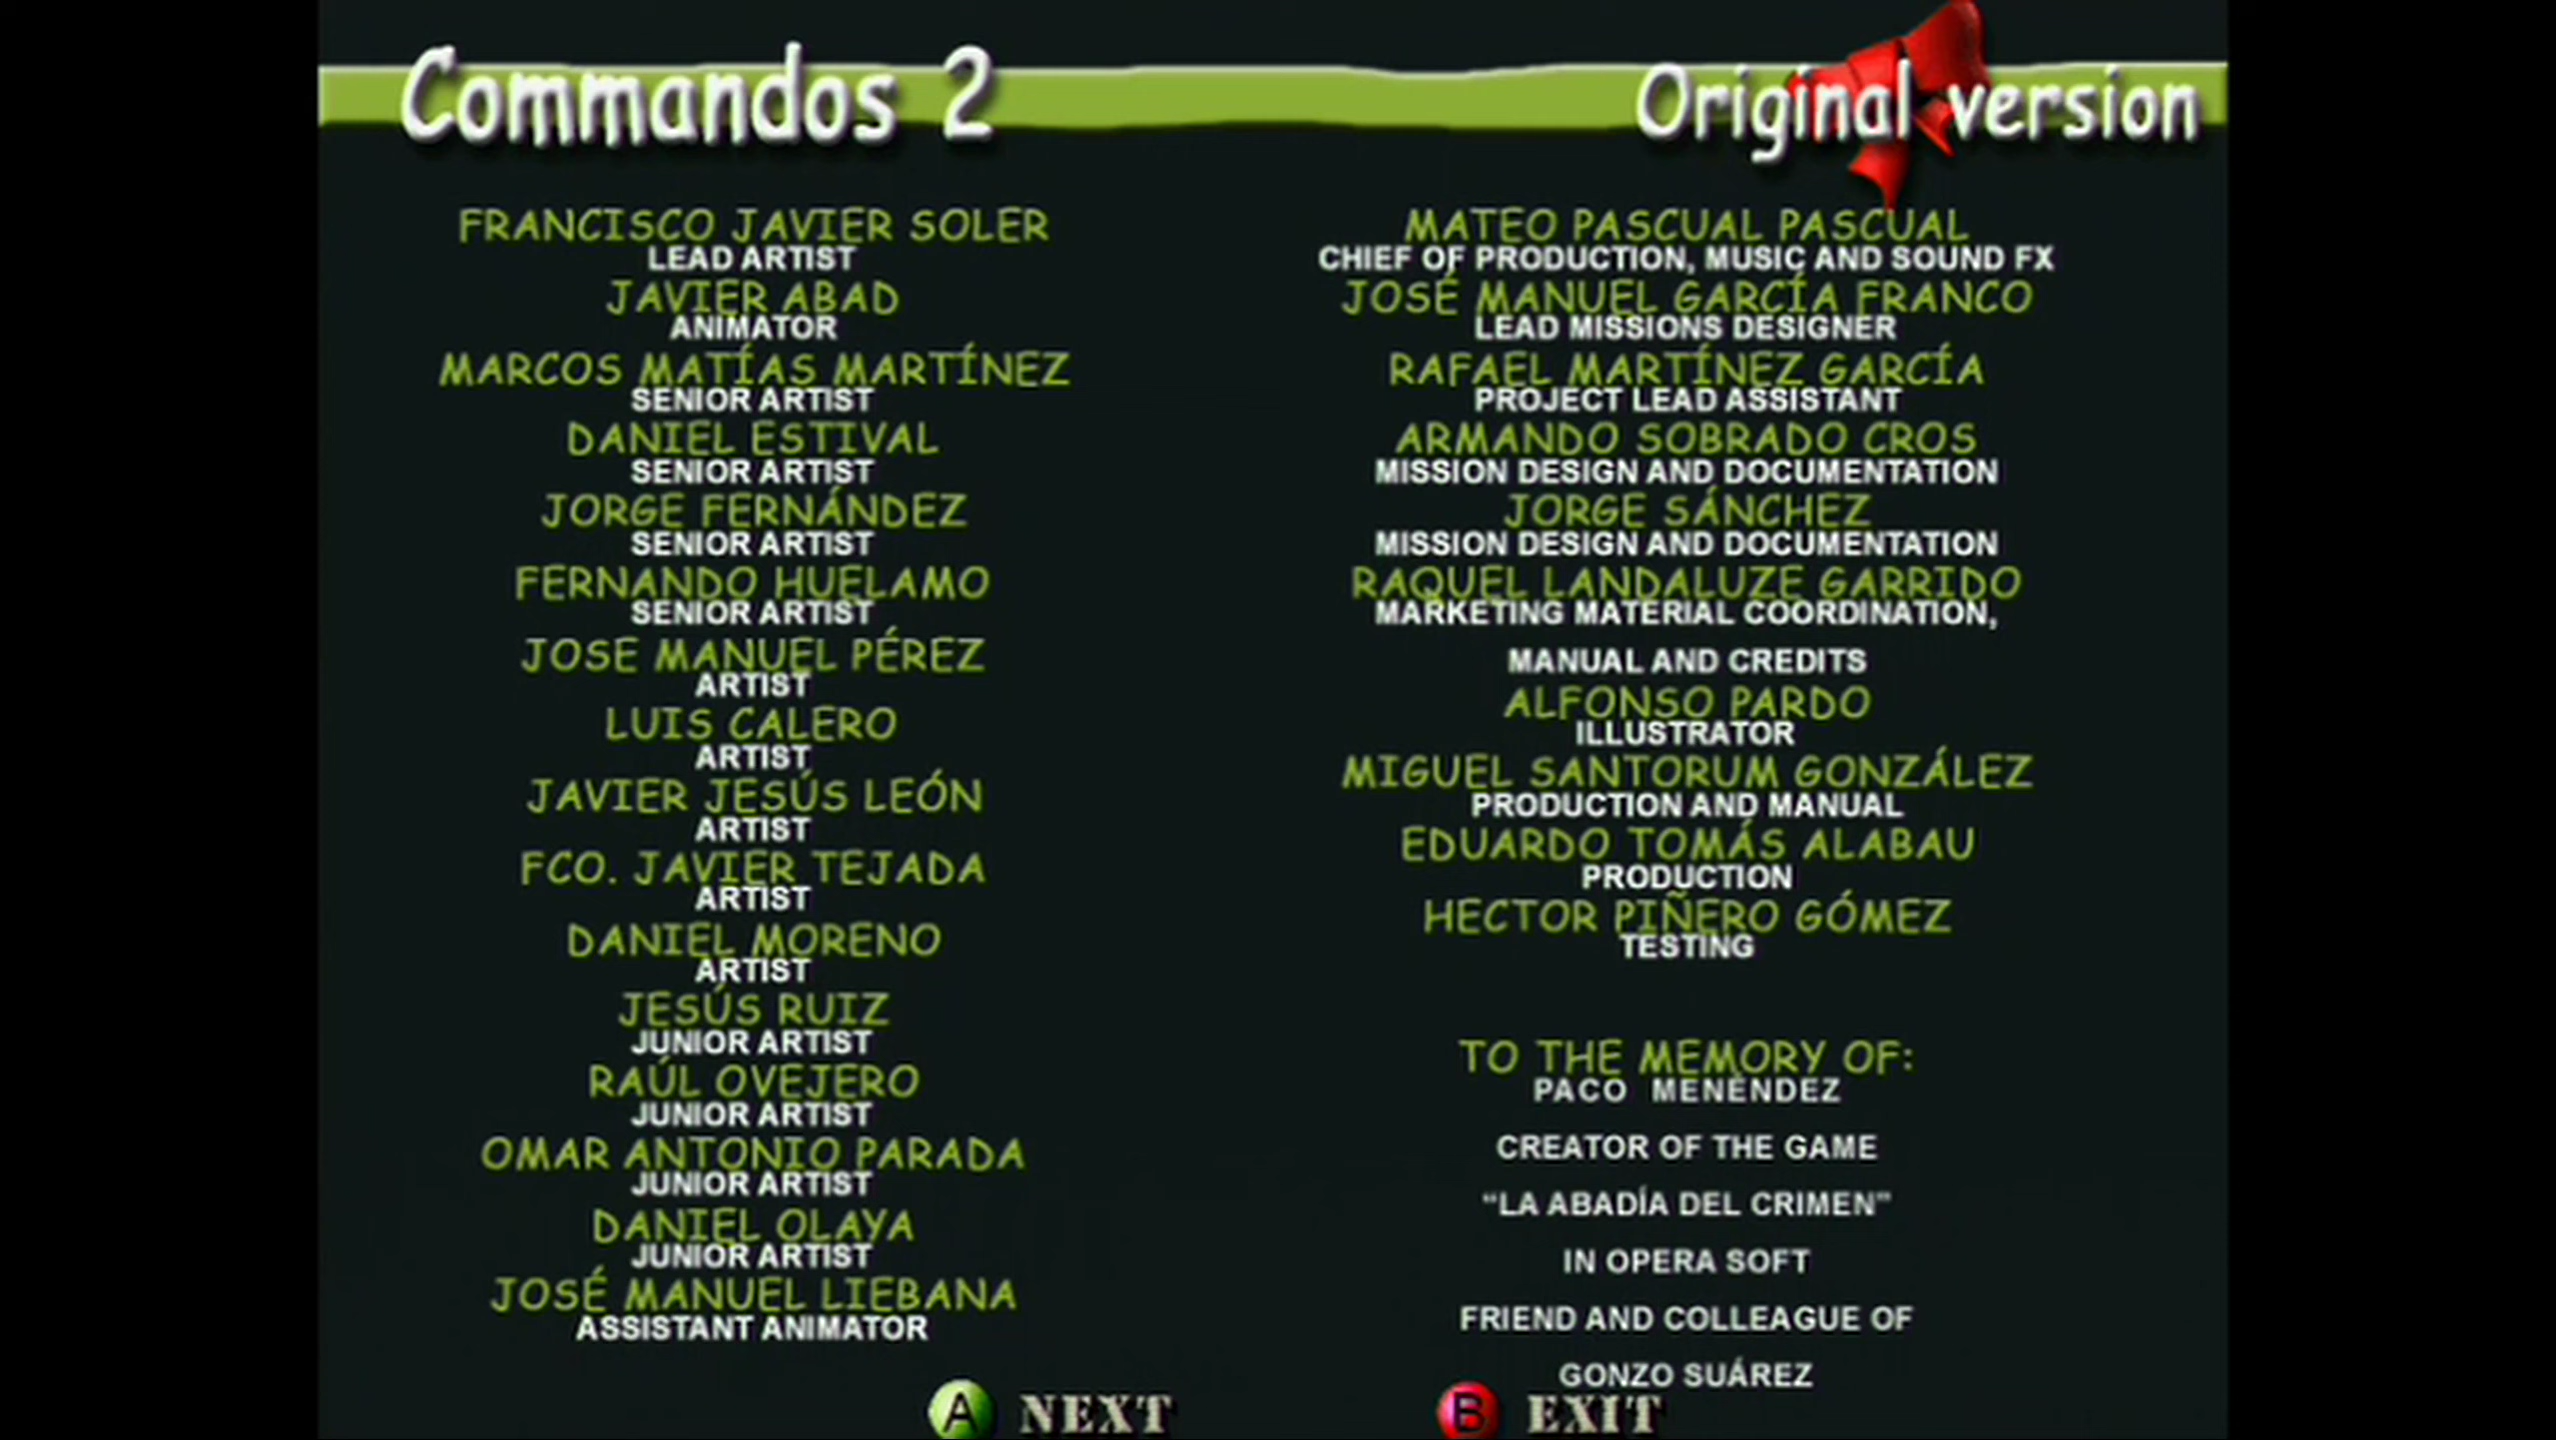 Commandos 2
Original version
FRANCISCO JAVIER SOLER
LEAD ARTIST
JAVIER ABAD
ANIMATOR
MARCOS MATÍAS MARTÍNEZ
SENIOR ARTIST
DANIEL ESTIVAL
SENIOR ARTIST
JORGE FERNÁNDEZ
SENIOR ARTIST
FERNANDO HUELAMO
SENIOR ARTIST
JOSE MANUEL PÉREZ
ARTIST
LUIS CALERO
ARTIST
JAVIER JESÚS LEÓN
ARTIST
FCO. JAVIER TEJADA
ARTIST
DANIEL MORENO
ARTIST
JESÚS RUIZ
JUNIOR ARTIST
RAÚL OVEJERO
JUNIOR ARTIST
OMAR ANTONIO PARADA
JUNIOR ARTIST
DANIEL OLAYA
JUNIOR ARTIST
JOSÉ MANUEL LIEBANA
ASSISTANT ANIMATOR
MATEO PASCUAL PASCUAL
CHIEF OF PRODUCTION, MUSIC AND SOUND FX
JOSÉ MANUEL GARCÍA FRANCO
LEAD MISSIONS DESIGNER
RAFAEL MARTÍNEZ GARCÍA
PROJECT LEAD ASSISTANT
ARMANDO SOBRADO CROS
MISSION DESIGN AND DOCUMENTATION
JORGE SÁNCHEZ
MISSION DESIGN AND DOCUMENTATION
RAQUEL LANDALUZE GARRIDO
MARKETING MATERIAL COORDINATION,
MANUAL AND CREDITS
ALFONSO PARDO
ILLUSTRATOR
MIGUEL SANTORUM GONZÁLEZ
PRODUCTION AND MANUAL
EDUARDO TOMÁS ALABAU
PRODUCTION
HECTOR PIÑERO GÓMEZ
TESTING
TO THE MEMORY OF:
PACO MENÉNDEZ
CREATOR OF THE GAME
“LA ABADÍA DEL CRIMEN”
IN OPERA SOFT
FRIEND AND COLLEAGUE OF
GONZO SUÁREZ
A NEXT
B EXIT